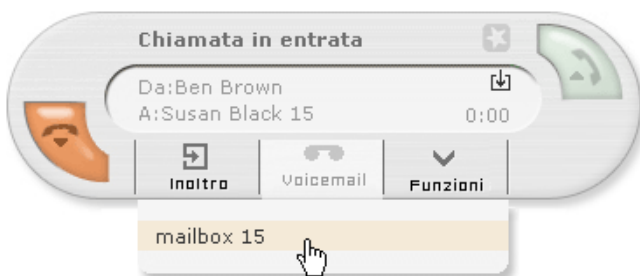 Chiamata in entrata
Da:Ben Brown
A:Susan Black 15 0:00
Inoltro Voicemail Funzioni
mailbox 15